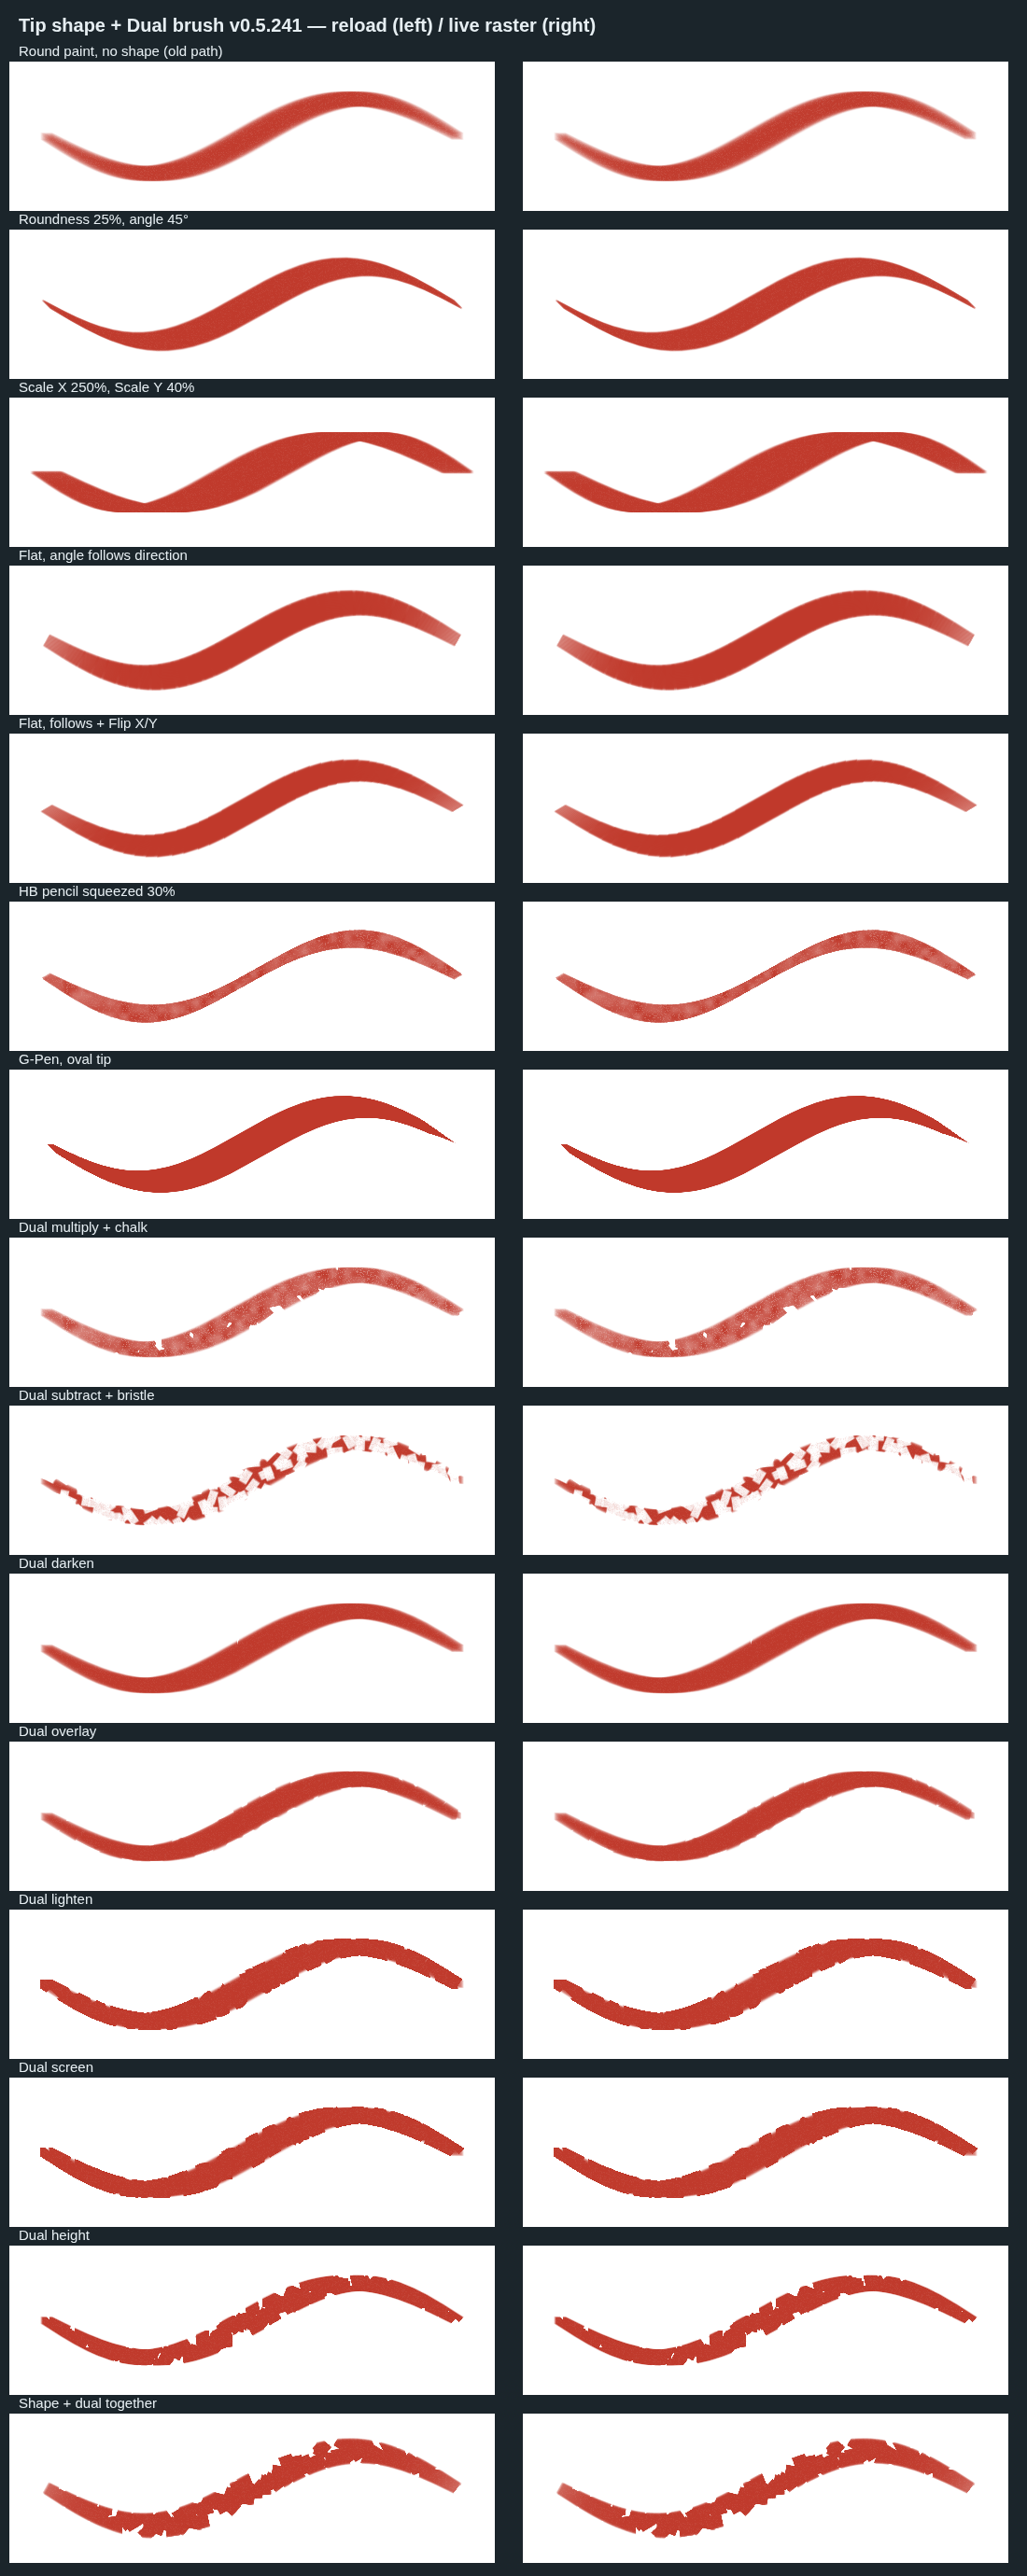 Tip shape + Dual brush v0.5.241 — reload (left) / live raster (right)
Round paint, no shape (old path)
Roundness 25%, angle 45°
Scale X 250%, Scale Y 40%
Flat, angle follows direction
Flat, follows + Flip X/Y
HB pencil squeezed 30%
G-Pen, oval tip
Dual multiply + chalk
Dual subtract + bristle
Dual darken
Dual overlay
Dual lighten
Dual screen
Dual height
Shape + dual together